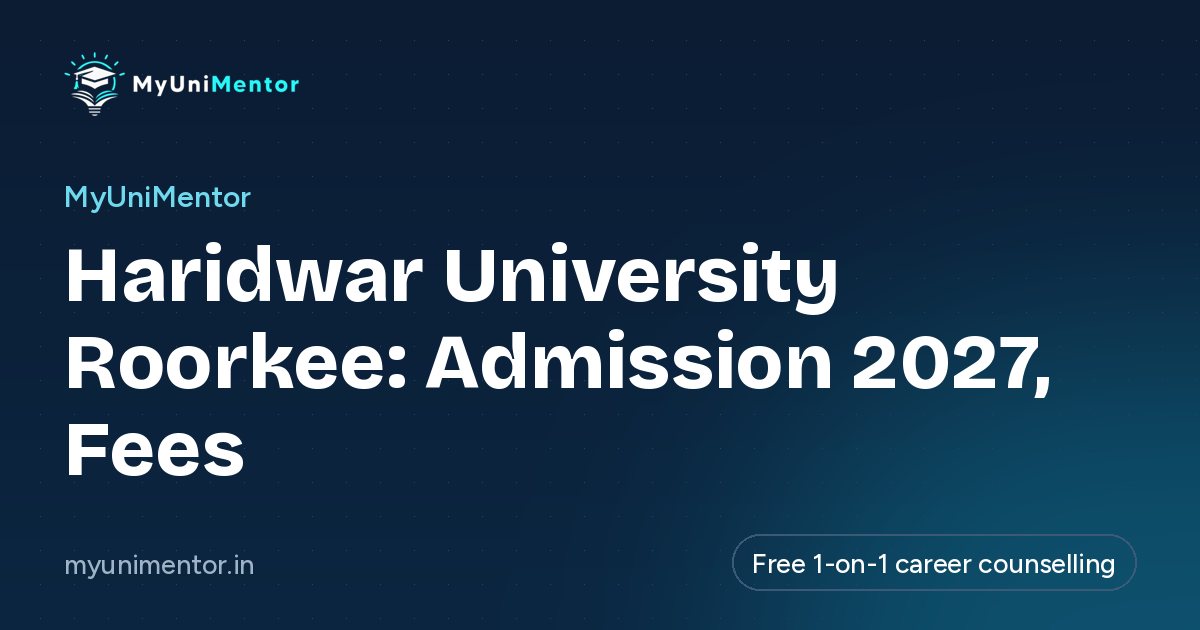 MyUniMentor
MyUniMentor
Haridwar University
Roorkee: Admission 2027,
Fees
myunimentor.in
Free 1-on-1 career counselling